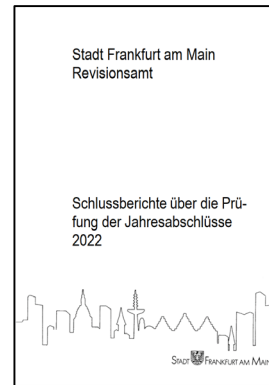 Stadt Frankfurt am Main
Revisionsamt
Schlussberichte über die Prü-
fung der Jahresabschlüsse
2022
STADT FRANKFURT AM MAIN